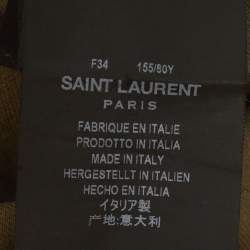 F34 155/80Y
SAINT LAURENT
PARIS
FABRIQUE EN ITALIE
PRODOTTO IN ITALIA
MADE IN ITALY
HERGESTELLT IN ITALIEN
HECHO EN ITALIA
イタリア製
产地:意大利